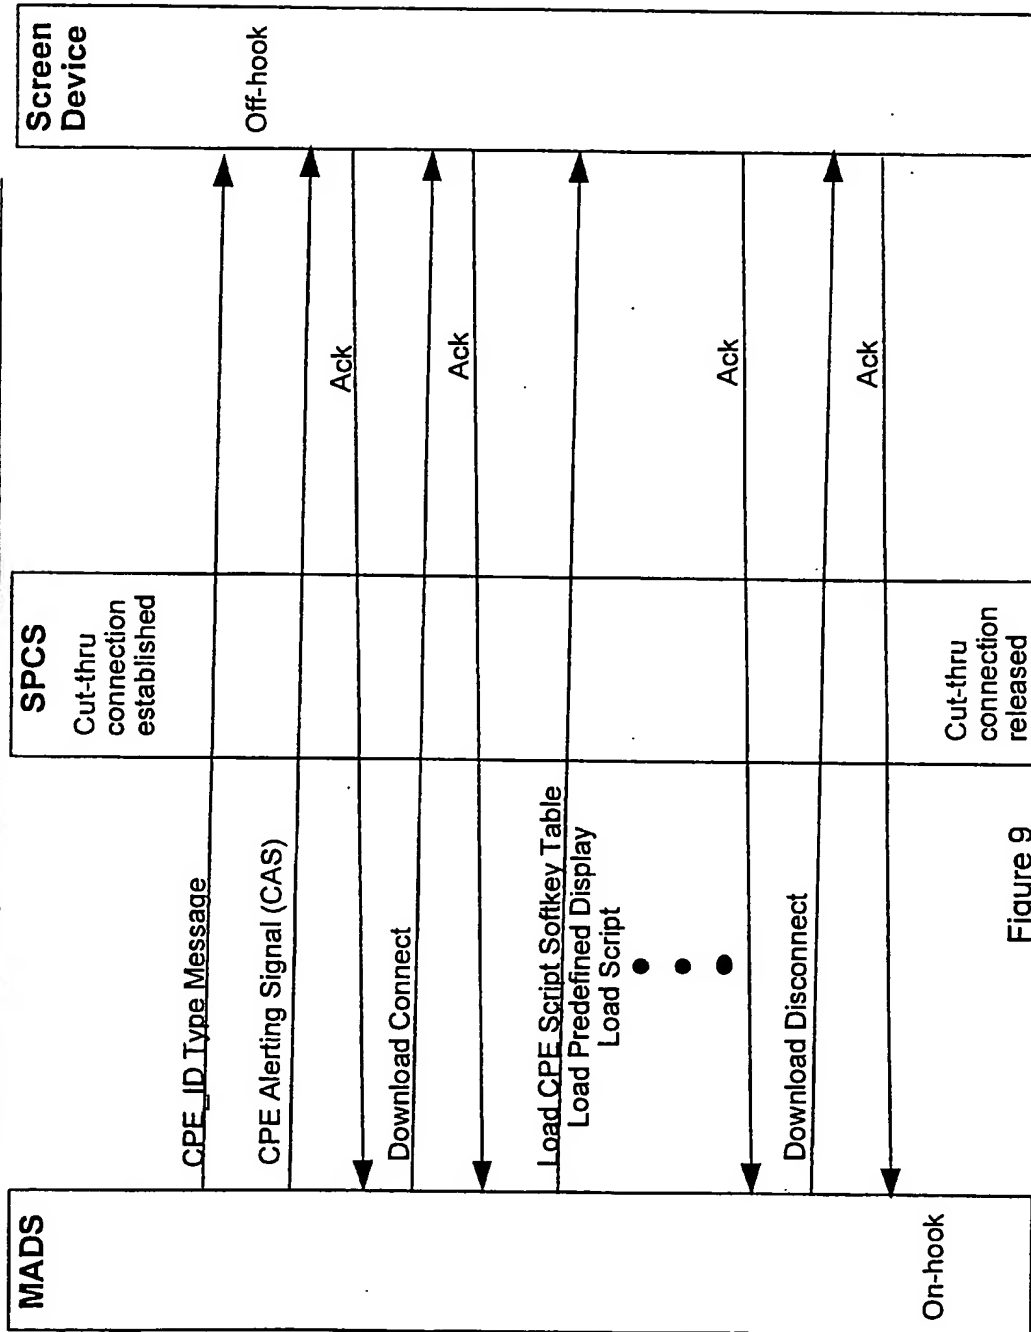 MADS
SPCS
Screen
Device
Cut-thru
connection
established
CPE_ID Type Message
Off-hook
CPE Alerting Signal (CAS)
Ack
Download Connect
Ack
Load CPE Script Softkey Table
Load Predefined Display
Load Script
Ack
Download Disconnect
Ack
On-hook
Cut-thru
connection
released
Figure 9